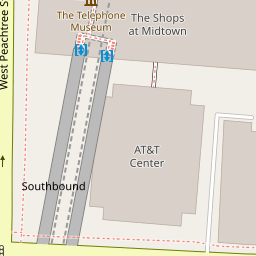 West Peachtree S
The Telephone
Museum
The Shops
at Midtown
AT&T
Center
Southbound